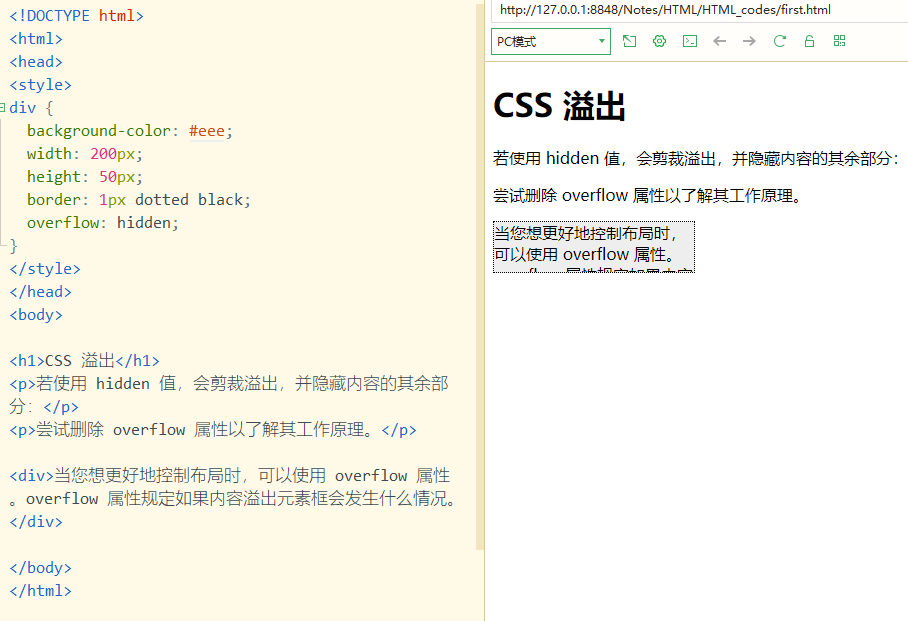 <!DOCTYPE html>
<html>
<head>
<style>
div {
background-color: #eee;
width: 200px;
height: 50px;
border: 1px dotted black;
overflow: hidden;
}
</style>
</head>
<body>
<h1>CSS 溢出</h1>
<p>若使用 hidden 值，会剪裁溢出，并隐藏内容的其余部
分：</p>
<p>尝试删除 overflow 属性以了解其工作原理。</p>
<div>当您想更好地控制布局时，可以使用 overflow 属性
。overflow 属性规定如果内容溢出元素框会发生什么情况。
</div>
</body>
</html>
http://127.0.0.1:8848/Notes/HTML/HTML_codes/first.html
PC模式
CSS 溢出
若使用 hidden 值，会剪裁溢出，并隐藏内容的其余部分：
尝试删除 overflow 属性以了解其工作原理。
当您想更好地控制布局时，
可以使用 overflow 属性。